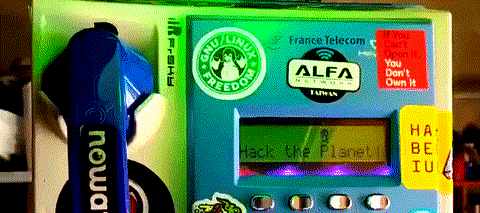 GNU/LINUX
FREEDOM
France Telecom
ALFA
NETWORK
TAIWAN
If You
Can't
Open It,
You
Don't
Own It
Hack the Planet!
HA-
BE
IU
noway